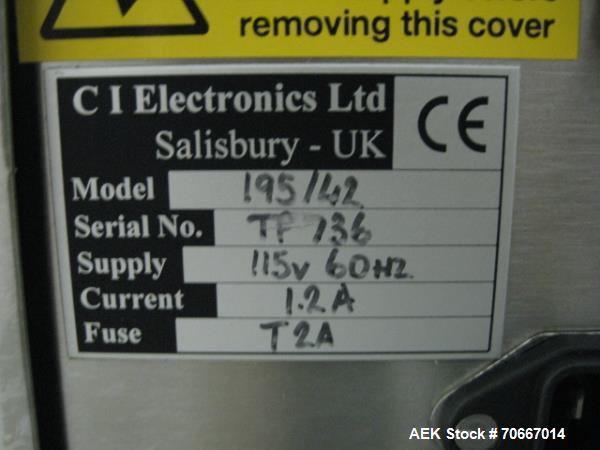 removing this cover
C I Electronics Ltd
Salisbury - UK
CE
Model 195/42
Serial No. TP 736
Supply 115v 60Hz
Current 1.2A
Fuse T2A
AEK Stock # 70667014